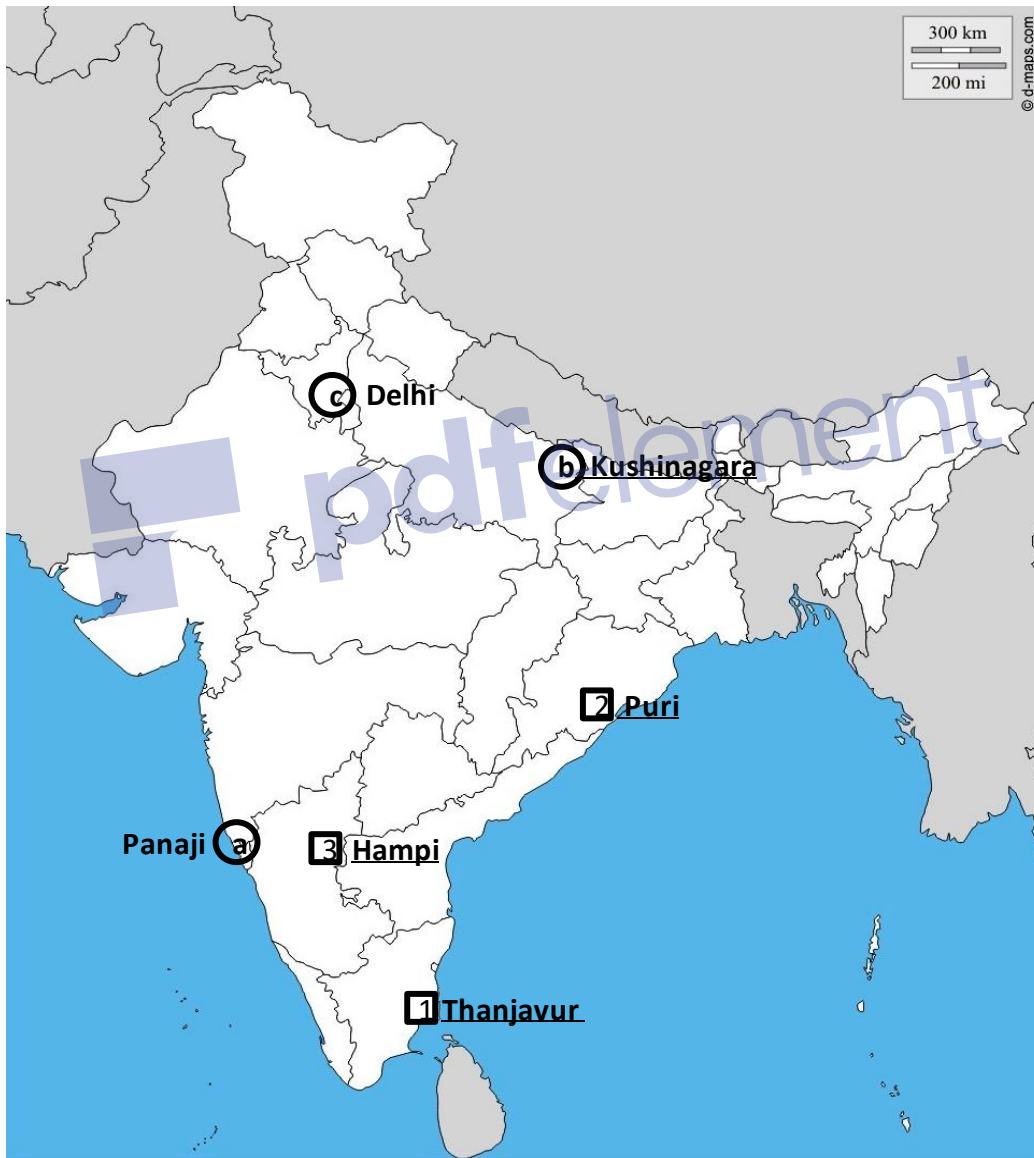 300 km
200 mi
© d-maps.com
c Delhi
pdfelement
b Kushinagara
2 Puri
Panaji a
3 Hampi
1 Thanjavur